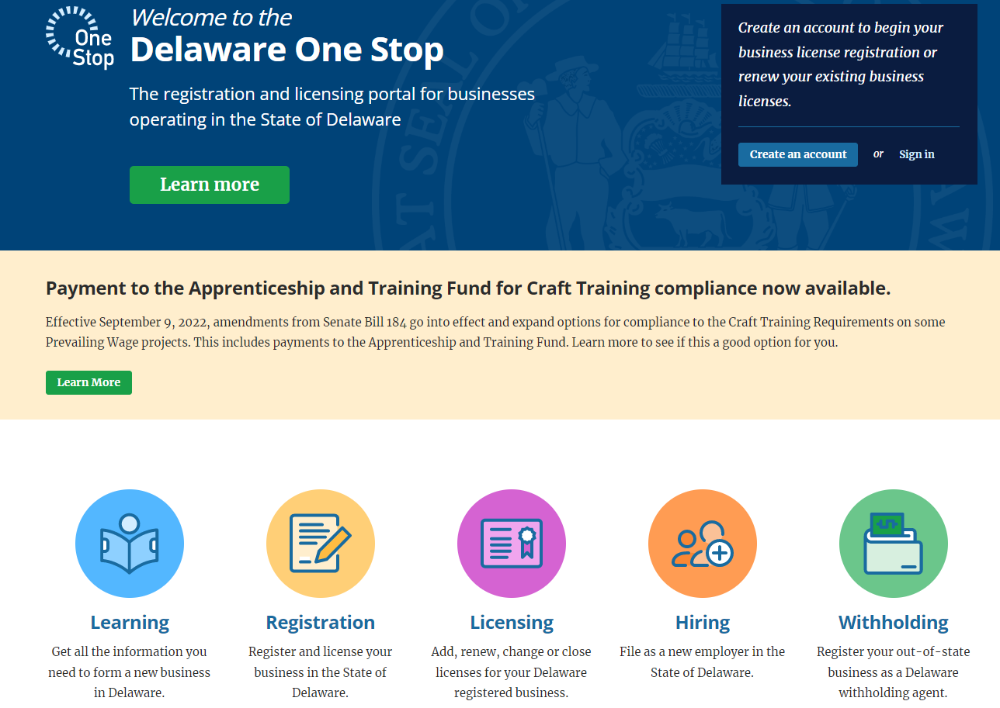 One
Stop
Welcome to the
Delaware One Stop
The registration and licensing portal for businesses
operating in the State of Delaware
Learn more
Create an account to begin your
business license registration or
renew your existing business
licenses.
Create an account or Sign in
Payment to the Apprenticeship and Training Fund for Craft Training compliance now available.
Effective September 9, 2022, amendments from Senate Bill 184 go into effect and expand options for compliance to the Craft Training Requirements on some
Prevailing Wage projects. This includes payments to the Apprenticeship and Training Fund. Learn more to see if this a good option for you.
Learn More
Learning
Get all the information you
need to form a new business
in Delaware.
Registration
Register and license your
business in the State of
Delaware.
Licensing
Add, renew, change or close
licenses for your Delaware
registered business.
Hiring
File as a new employer in the
State of Delaware.
Withholding
Register your out-of-state
business as a Delaware
withholding agent.